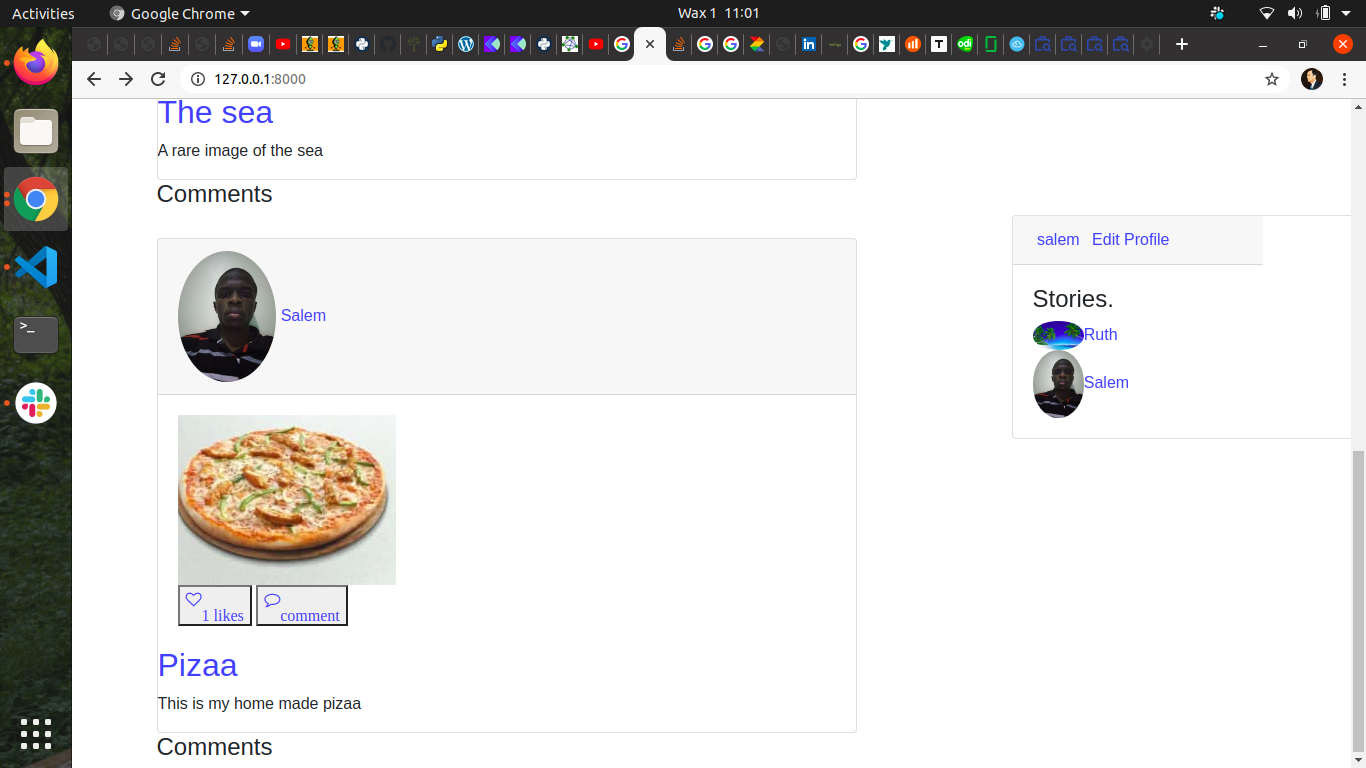 Activities Google Chrome Wax 1 11:01
127.0.0.1:8000
The sea
A rare image of the sea
Comments
Salem
1 likes comment
Pizaa
This is my home made pizaa
Comments
salem Edit Profile
Stories.
Ruth
Salem